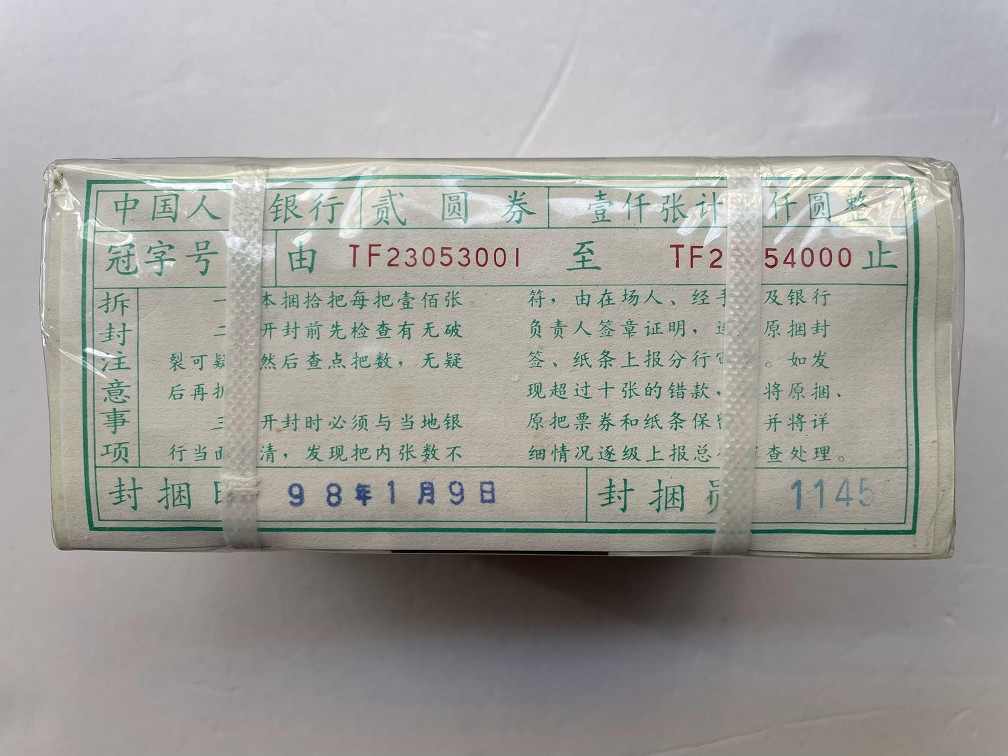 中国人 银行 贰圆券 壹仟张计 仟圆整
冠字号 由 TF23053001 至 TF2 54000 止
拆封注意事项
一 本捆拾把每把壹佰张。
二 开封前先检查有无破
裂可疑 然后查点把数，无疑
后再拆
三 开封时必须与当地银
行当面 清，发现把内张数不
符，由在场人、经手 及银行
负责人签章证明，连 原捆封
签、纸条上报分行 。如发
现超过十张的错款， 将原捆、
原把票券和纸条保留 并将详
细情况逐级上报总 查处理。
封捆日 98年1月9日 封捆员 1145